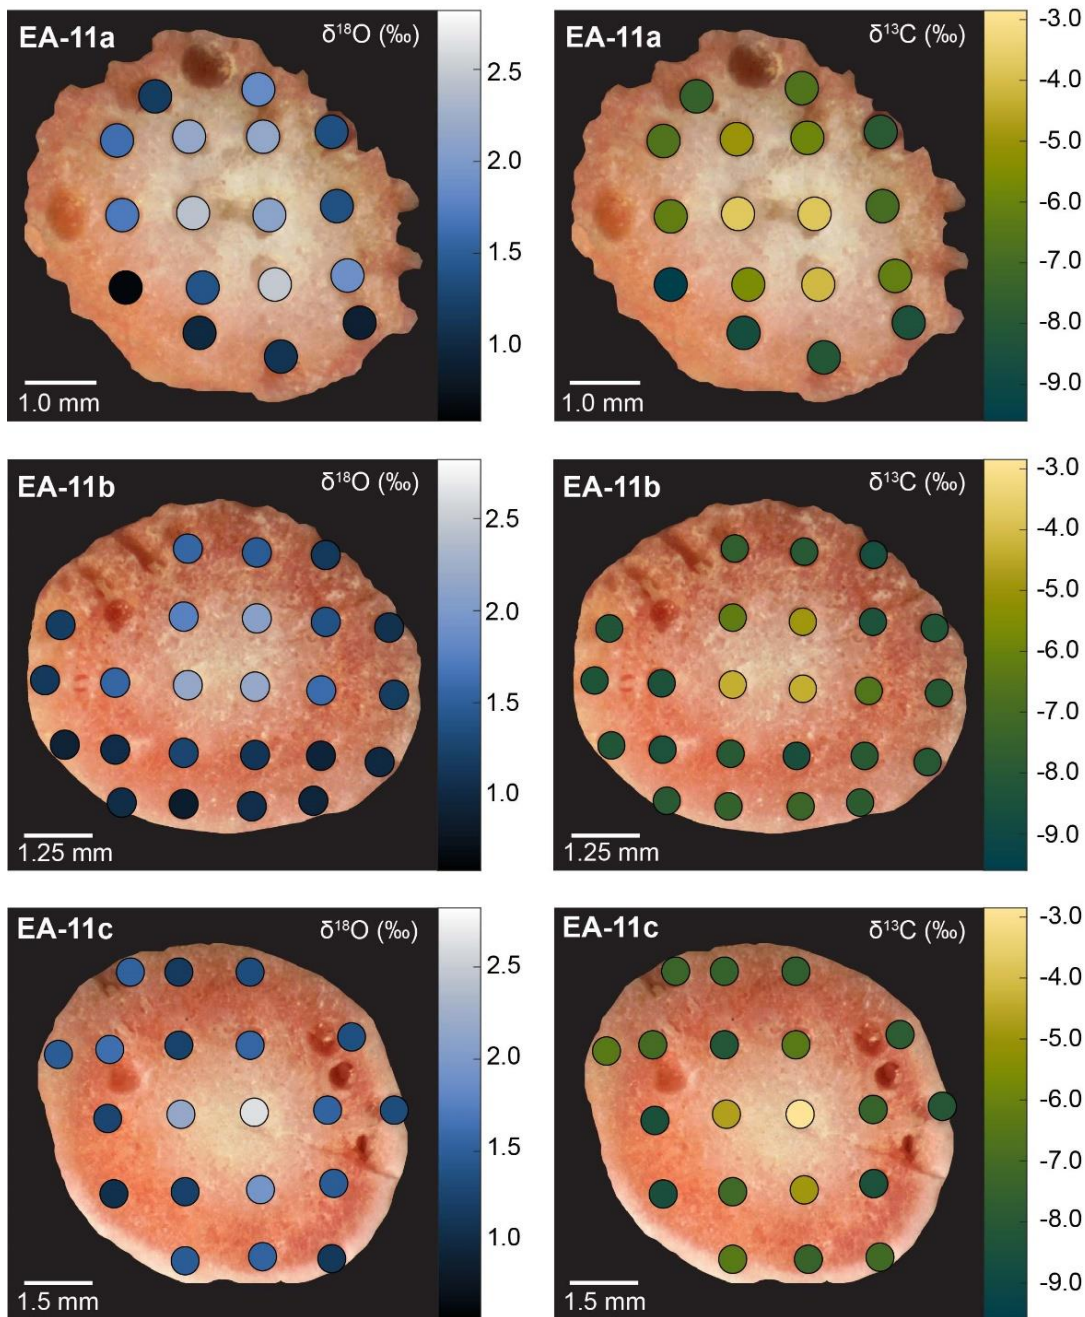 EA-11a δ¹⁸O (‰)
2.5
2.0
1.5
1.0
1.0 mm
EA-11a δ¹³C (‰)
-3.0
-4.0
-5.0
-6.0
-7.0
-8.0
-9.0
1.0 mm
EA-11b δ¹⁸O (‰)
2.5
2.0
1.5
1.0
1.25 mm
EA-11b δ¹³C (‰)
-3.0
-4.0
-5.0
-6.0
-7.0
-8.0
-9.0
1.25 mm
EA-11c δ¹⁸O (‰)
2.5
2.0
1.5
1.0
1.5 mm
EA-11c δ¹³C (‰)
-3.0
-4.0
-5.0
-6.0
-7.0
-8.0
-9.0
1.5 mm